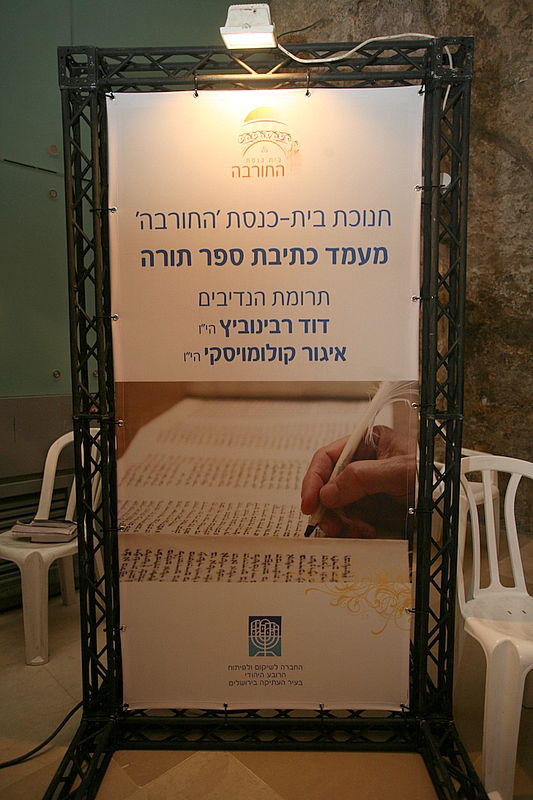 בית כנסת
החורבה
חנוכת בית-כנסת 'החורבה'
מעמד כתיבת ספר תורה
תרומת הנדיבים
דוד רבינוביץ הי"ו
איגור קולומויסקי הי"ו
החברה לשיקום ולפיתוח
הרובע היהודי
בעיר העתיקה בירושלים